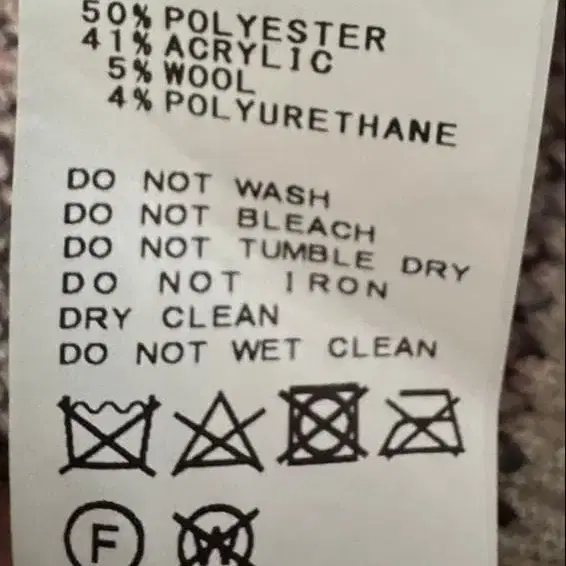 50% POLYESTER
41% ACRYLIC
5% WOOL
4% POLYURETHANE
DO NOT WASH
DO NOT BLEACH
DO NOT TUMBLE DRY
DO NOT IRON
DRY CLEAN
DO NOT WET CLEAN
F W